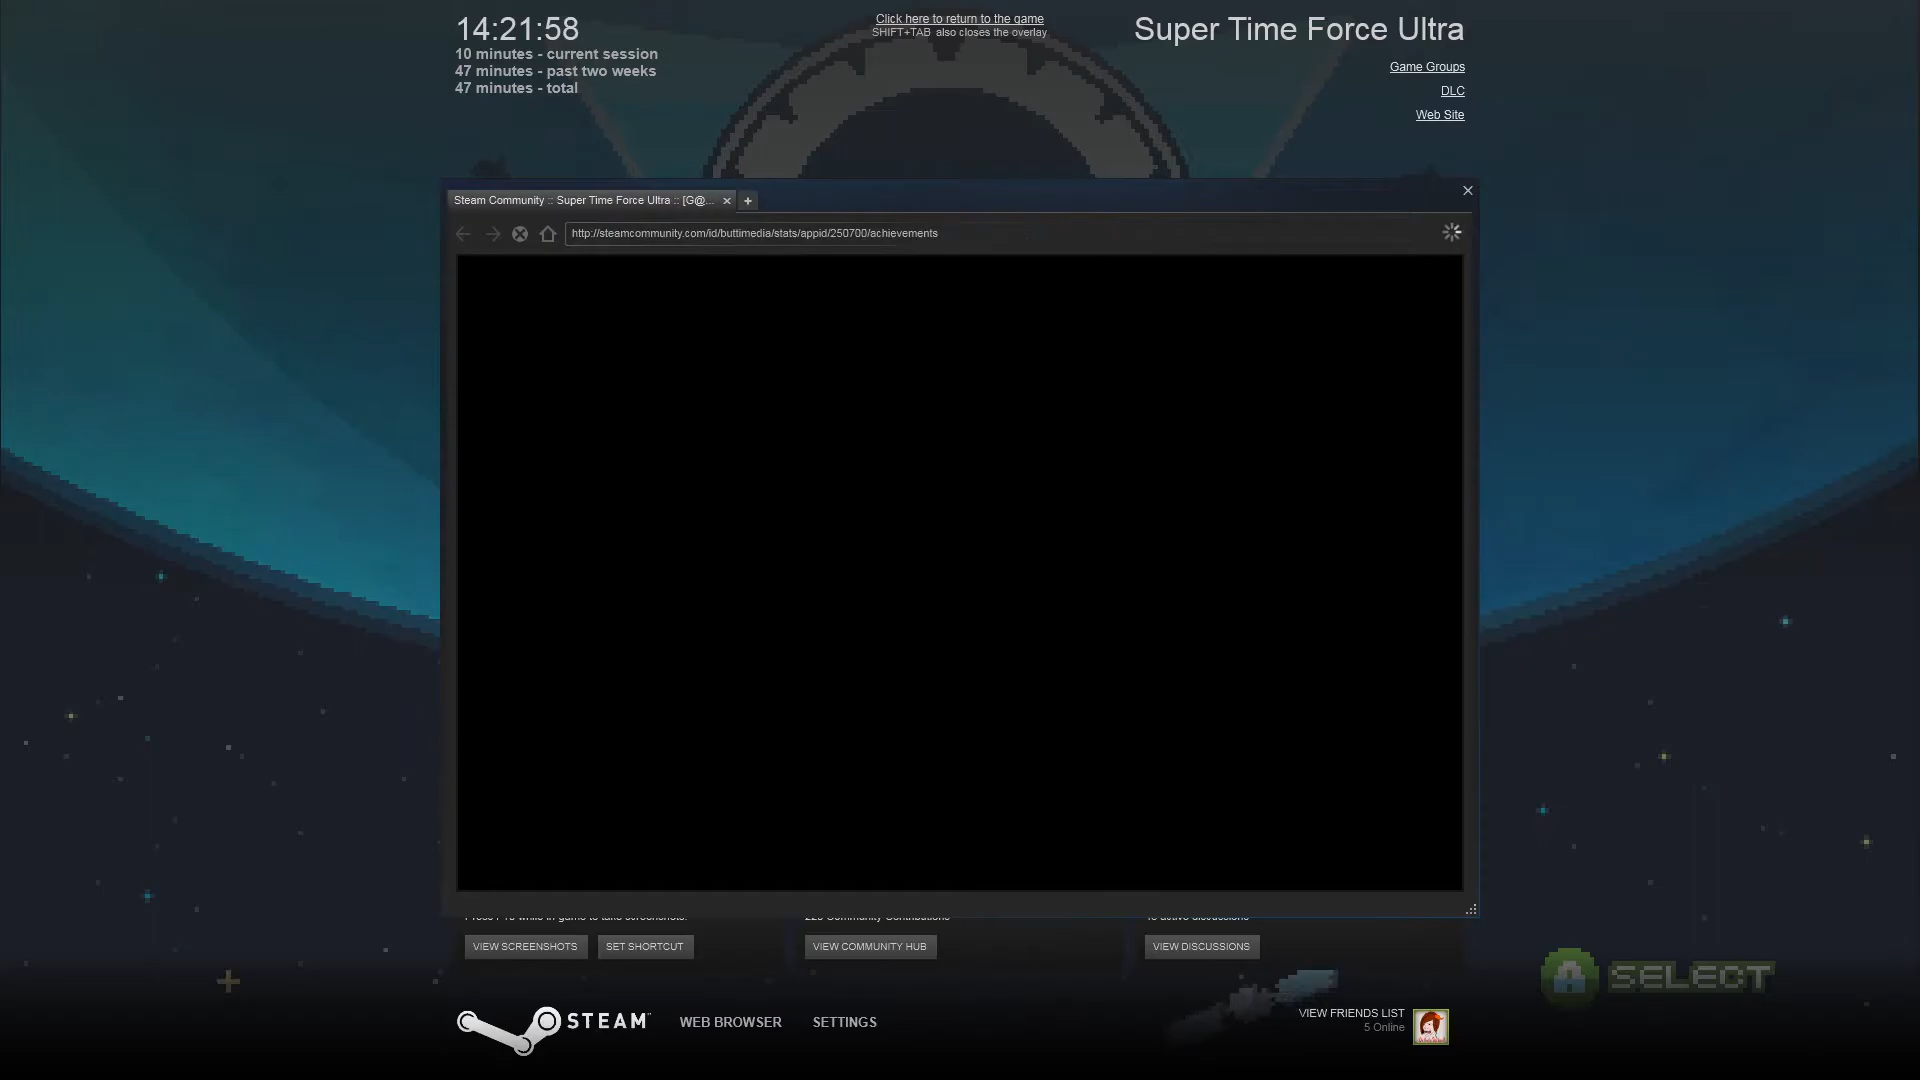 14:21:58
10 minutes - current session
47 minutes - past two weeks
47 minutes - total
Click here to return to the game
SHIFT+TAB also closes the overlay
Super Time Force Ultra
Game Groups
DLC
Web Site
Steam Community :: Super Time Force Ultra :: [G@...
http://steamcommunity.com/id/buttimedia/stats/appid/250700/achievements
VIEW SCREENSHOTS
SET SHORTCUT
VIEW COMMUNITY HUB
VIEW DISCUSSIONS
SELECT
STEAM
WEB BROWSER
SETTINGS
VIEW FRIENDS LIST
5 Online